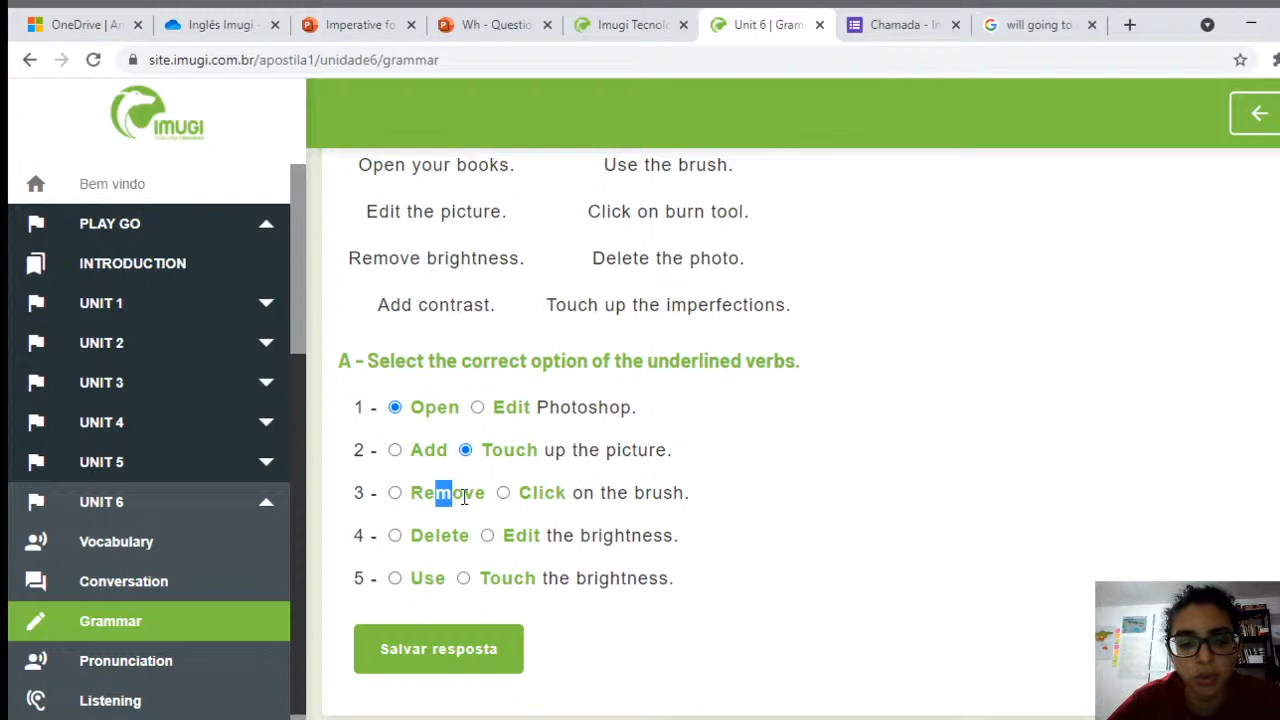 OneDrive | Ar
Inglês Imugi -
Imperative fo
Wh - Questio
Imugi Tecnolo
Unit 6 | Gram
Chamada - In
will going to
site.imugi.com.br/apostila1/unidade6/grammar
IMUGI
Bem vindo
PLAY GO
INTRODUCTION
UNIT 1
UNIT 2
UNIT 3
UNIT 4
UNIT 5
UNIT 6
Vocabulary
Conversation
Grammar
Pronunciation
Listening
Open your books. Use the brush.
Edit the picture. Click on burn tool.
Remove brightness. Delete the photo.
Add contrast. Touch up the imperfections.
A - Select the correct option of the underlined verbs.
1 - Open Edit Photoshop.
2 - Add Touch up the picture.
3 - Remove Click on the brush.
4 - Delete Edit the brightness.
5 - Use Touch the brightness.
Salvar resposta